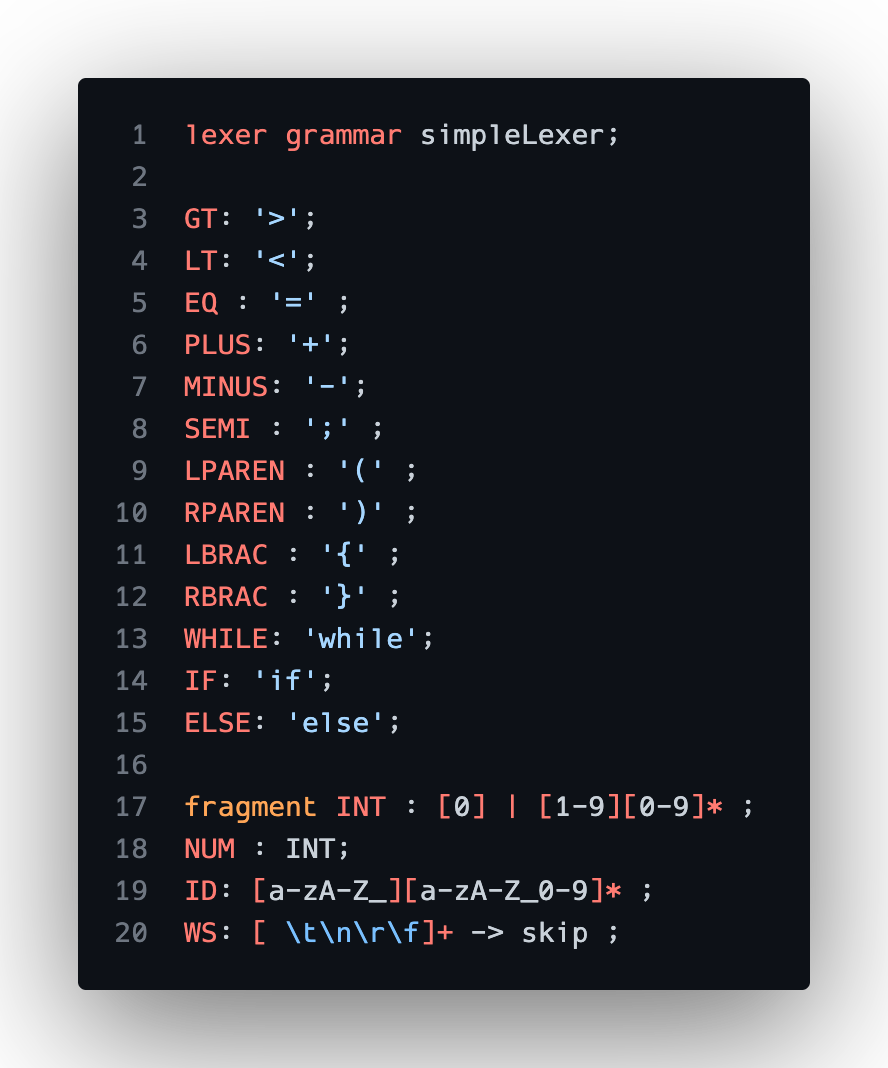 1 lexer grammar simpleLexer;
2
3 GT: '>';
4 LT: '<';
5 EQ : '=' ;
6 PLUS: '+';
7 MINUS: '-';
8 SEMI : ';' ;
9 LPAREN : '(' ;
10 RPAREN : ')' ;
11 LBRAC : '{' ;
12 RBRAC : '}' ;
13 WHILE: 'while';
14 IF: 'if';
15 ELSE: 'else';
16
17 fragment INT : [0] | [1-9][0-9]* ;
18 NUM : INT;
19 ID: [a-zA-Z_][a-zA-Z_0-9]* ;
20 WS: [ \t\n\r\f]+ -> skip ;